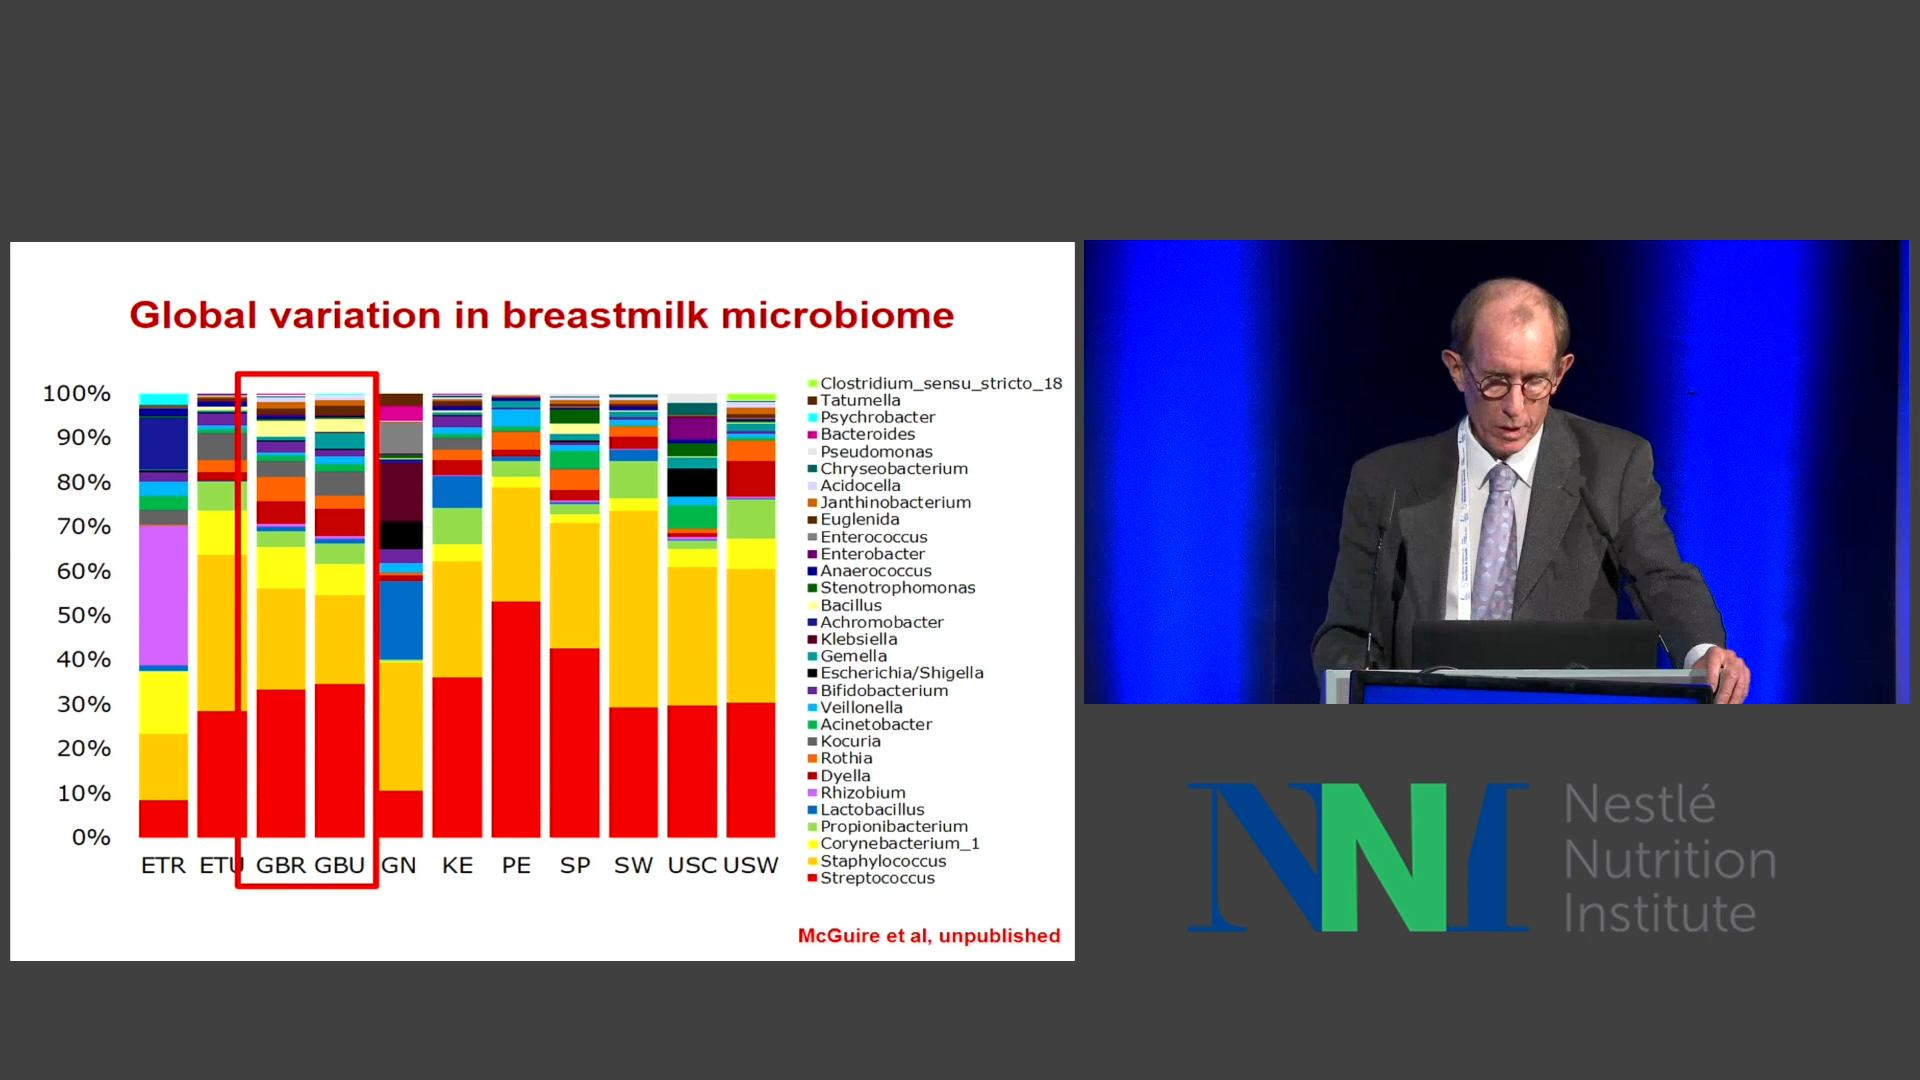 Global variation in breastmilk microbiome
100%
90%
80%
70%
60%
50%
40%
30%
20%
10%
0%
ETR ETU GBR GBU GN KE PE SP SW USC USW
Clostridium_sensu_stricto_18
Tatumella
Psychrobacter
Bacteroides
Pseudomonas
Chryseobacterium
Acidocella
Janthinobacterium
Euglenida
Enterococcus
Enterobacter
Anaerococcus
Stenotrophomonas
Bacillus
Achromobacter
Klebsiella
Gemella
Escherichia/Shigella
Bifidobacterium
Veillonella
Acinetobacter
Kocuria
Rothia
Dyella
Rhizobium
Lactobacillus
Propionibacterium
Corynebacterium_1
Staphylococcus
Streptococcus
McGuire et al, unpublished
NNI
Nestlé
Nutrition
Institute